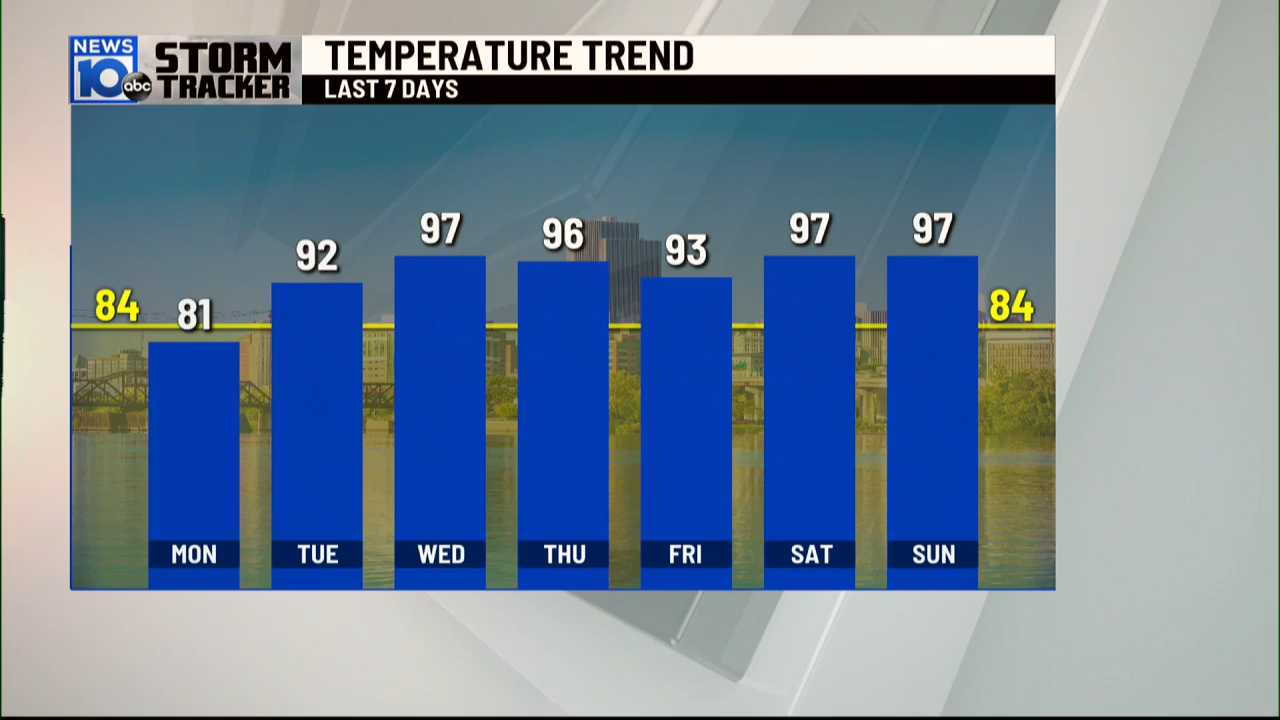 NEWS
10
abc
STORM
TRACKER
TEMPERATURE TREND
LAST 7 DAYS
84 81 92 97 96 93 97 97 84
MON TUE WED THU FRI SAT SUN